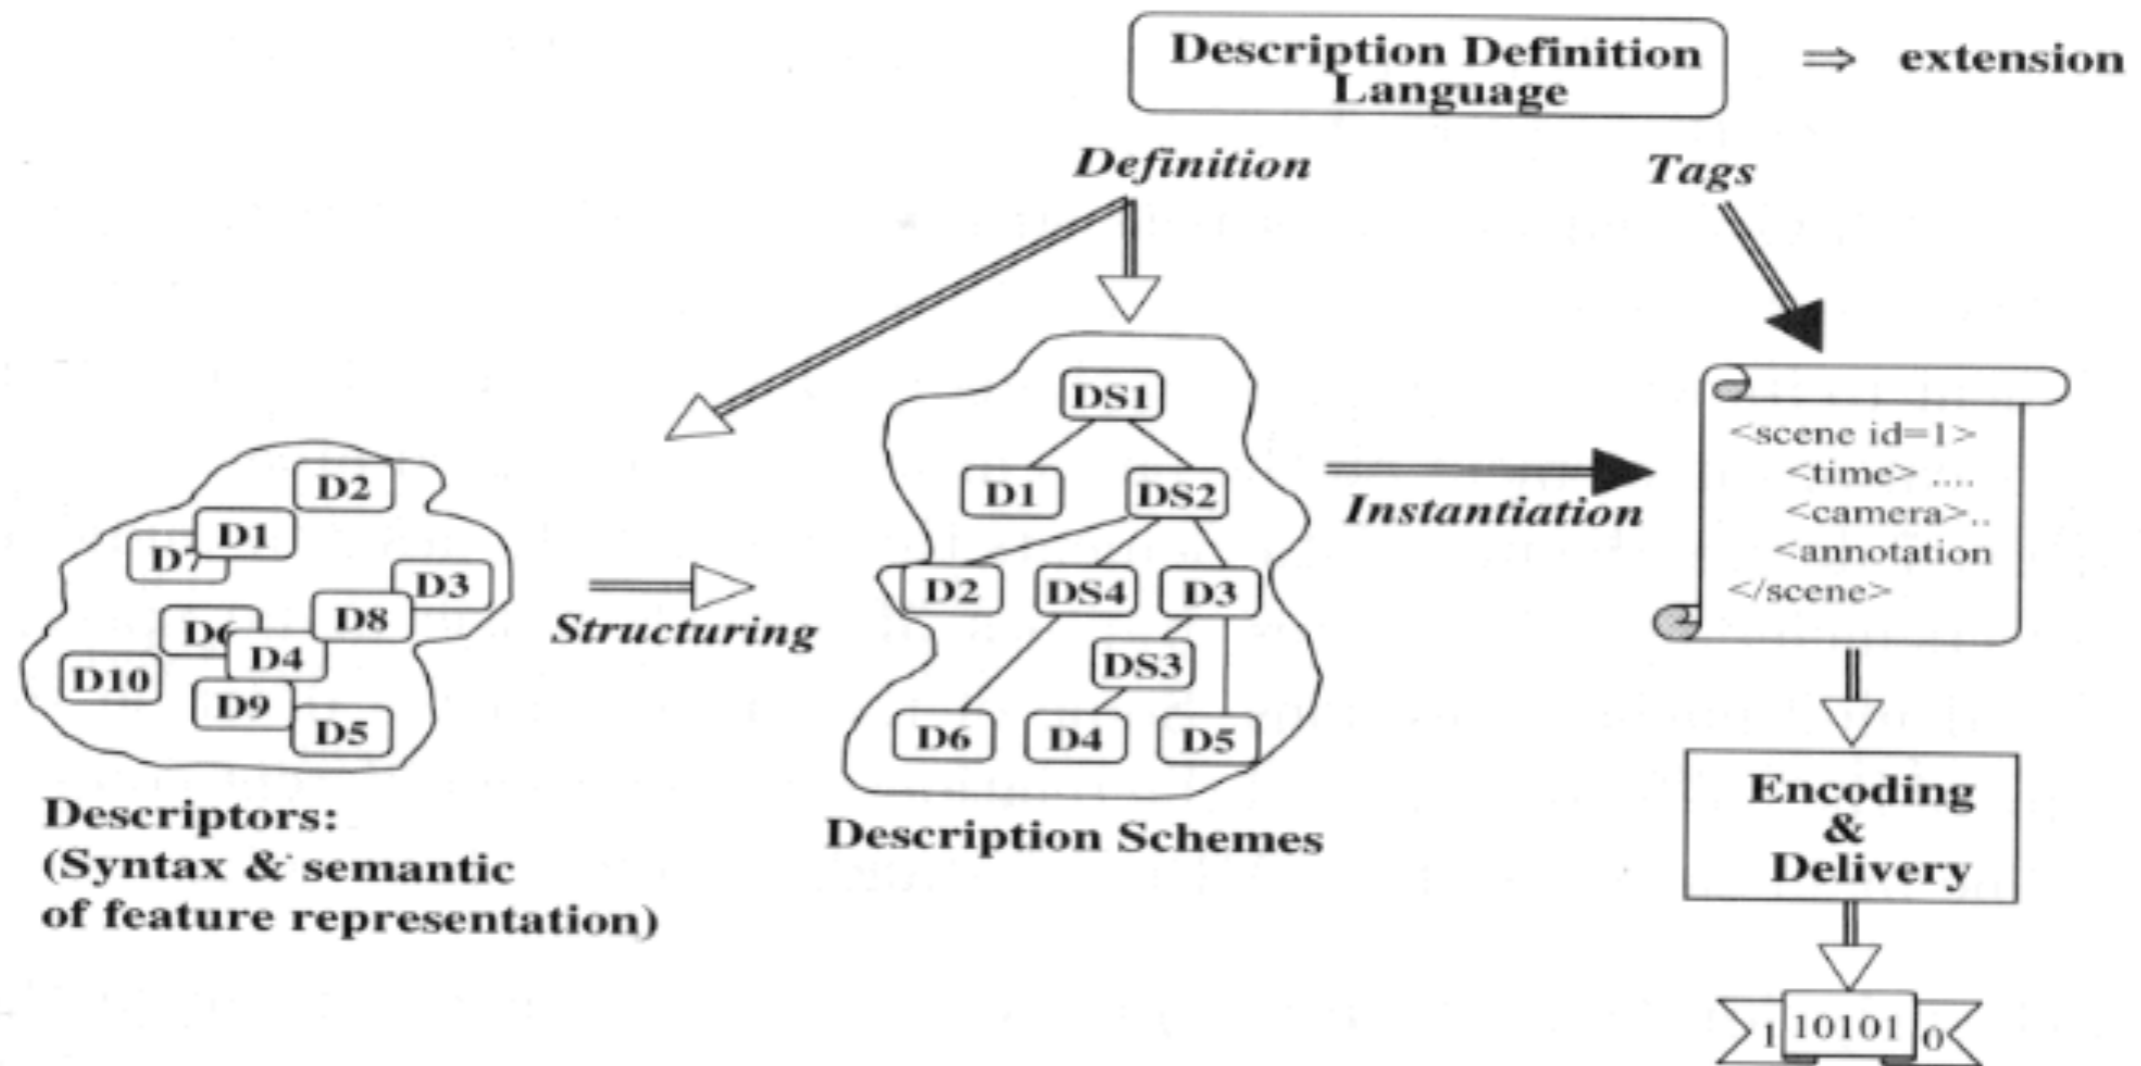 Description Definition
Language
⇒ extension
Definition
Tags
DS1
D1
DS2
D2
DS4
D3
DS3
D6
D4
D5
Description Schemes
D2
D1
D7
D3
D8
D6
D4
D10
D9
D5
Descriptors:
(Syntax & semantic
of feature representation)
Structuring
Instantiation
<scene id=1>
<time> ....
<camera>..
<annotation
</scene>
Encoding
&
Delivery
1 10101 0